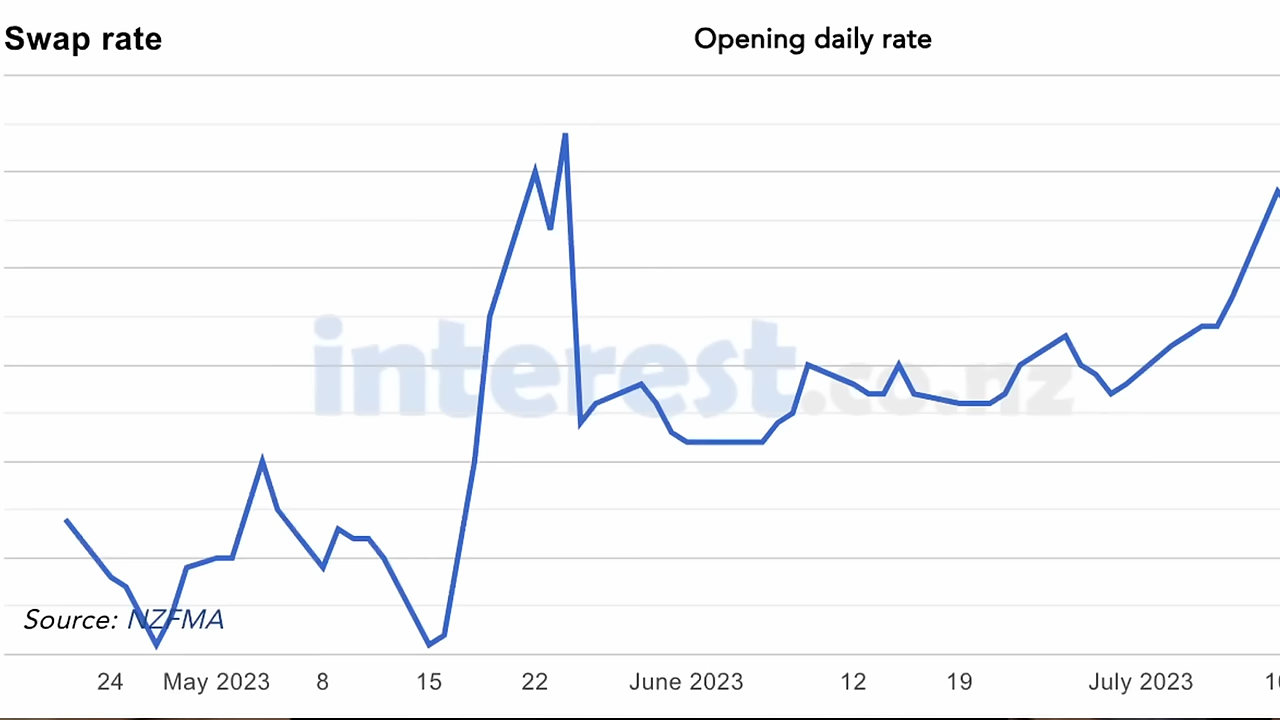 Swap rate
Opening daily rate
interest.co.nz
Source: NZFMA
24 May 2023 8 15 22 June 2023 12 19 July 2023